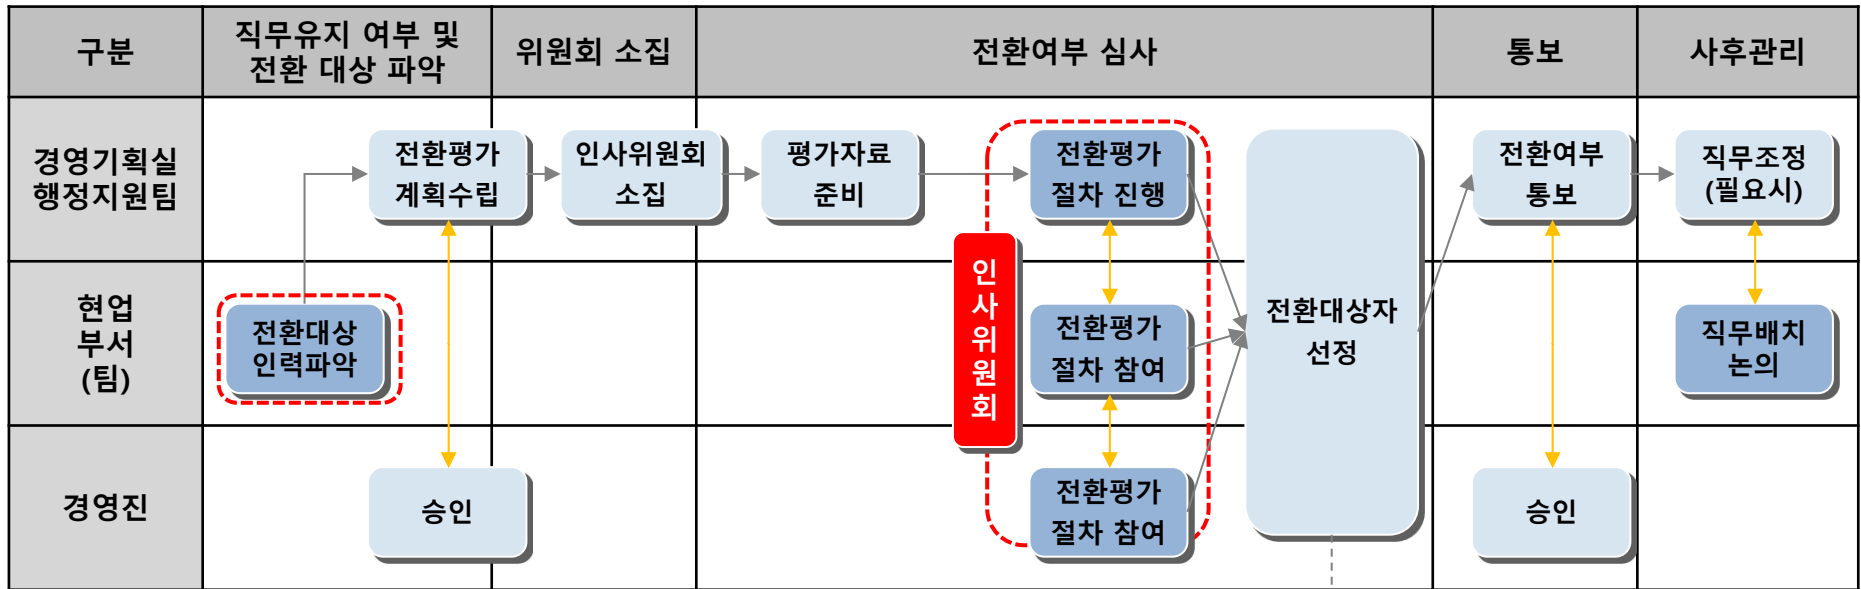 구분
직무유지 여부 및
전환 대상 파악
위원회 소집
전환여부 심사
통보
사후관리
경영기획실
행정지원팀
전환평가
계획수립
인사위원회
소집
평가자료
준비
전환평가
절차 진행
전환여부
통보
직무조정
(필요시)
인사위원회
현업
부서
(팀)
전환대상
인력파악
전환평가
절차 참여
전환대상자
선정
직무배치
논의
경영진
승인
전환평가
절차 참여
승인